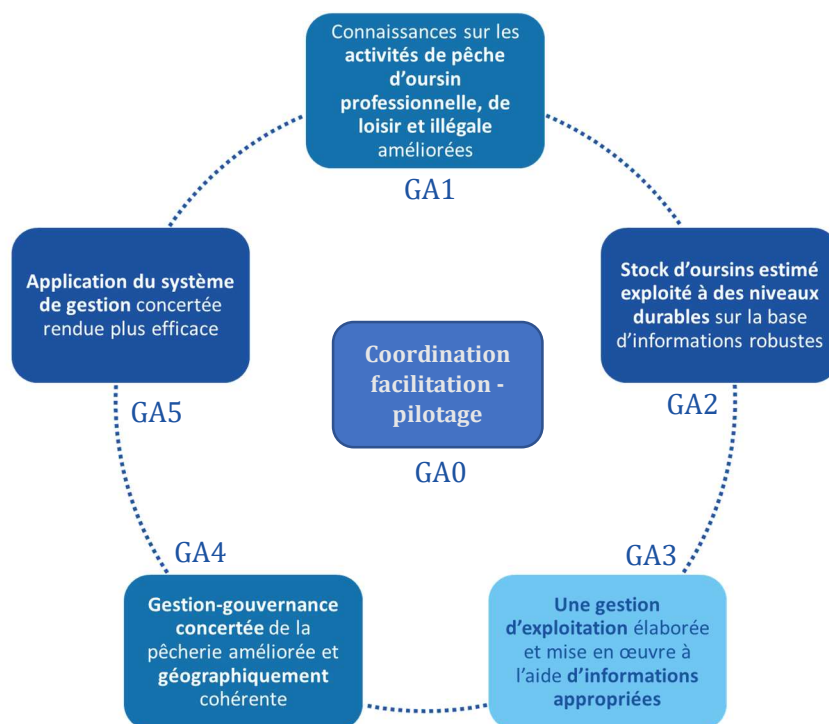 Connaissances sur les
activités de pêche
d'oursin
professionnelle, de
loisir et illégale
améliorées
GA1
Application du système
de gestion concertée
rendue plus efficace
GA5
Stock d'oursins estimé
exploité à des niveaux
durables sur la base
d'informations robustes
GA2
Coordination
facilitation -
pilotage
GA0
GA4
Gestion-gouvernance
concertée de la
pêcherie améliorée et
géographiquement
cohérente
GA3
Une gestion
d'exploitation élaborée
et mise en œuvre à
l'aide d'informations
appropriées